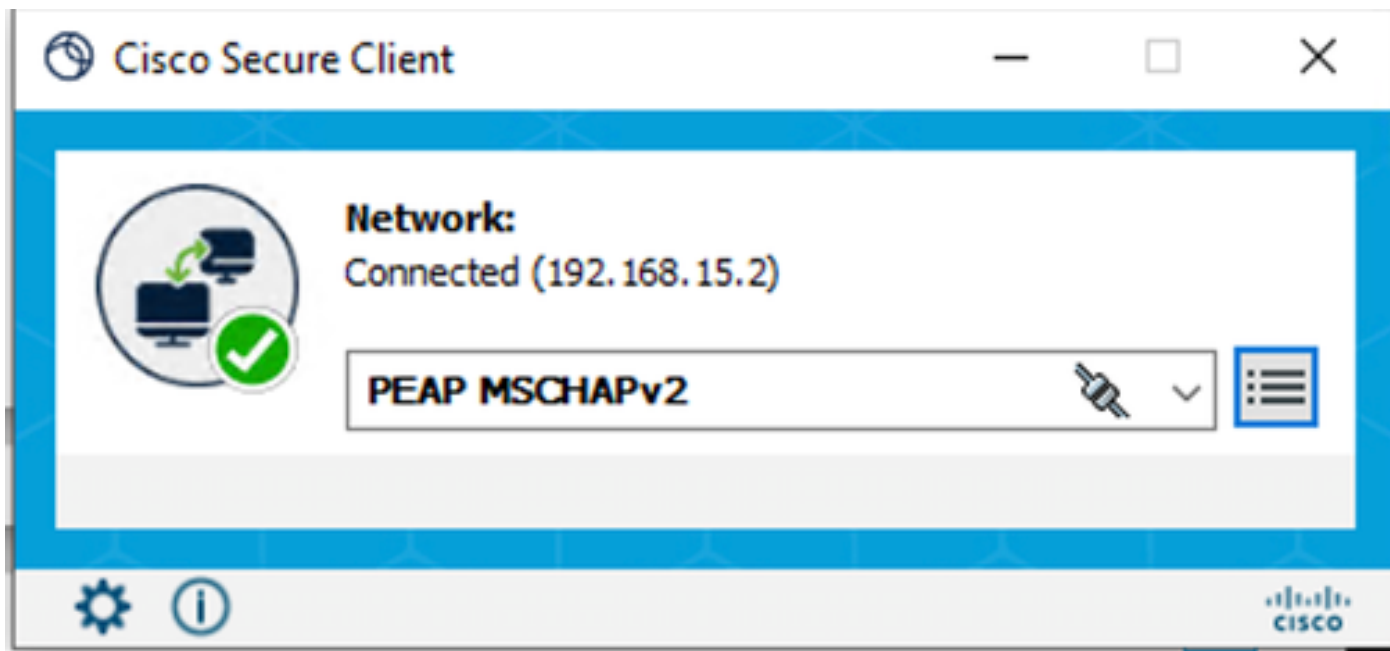 Cisco Secure Client
Network:
Connected (192.168.15.2)
PEAP MSCHAPv2
CISCO